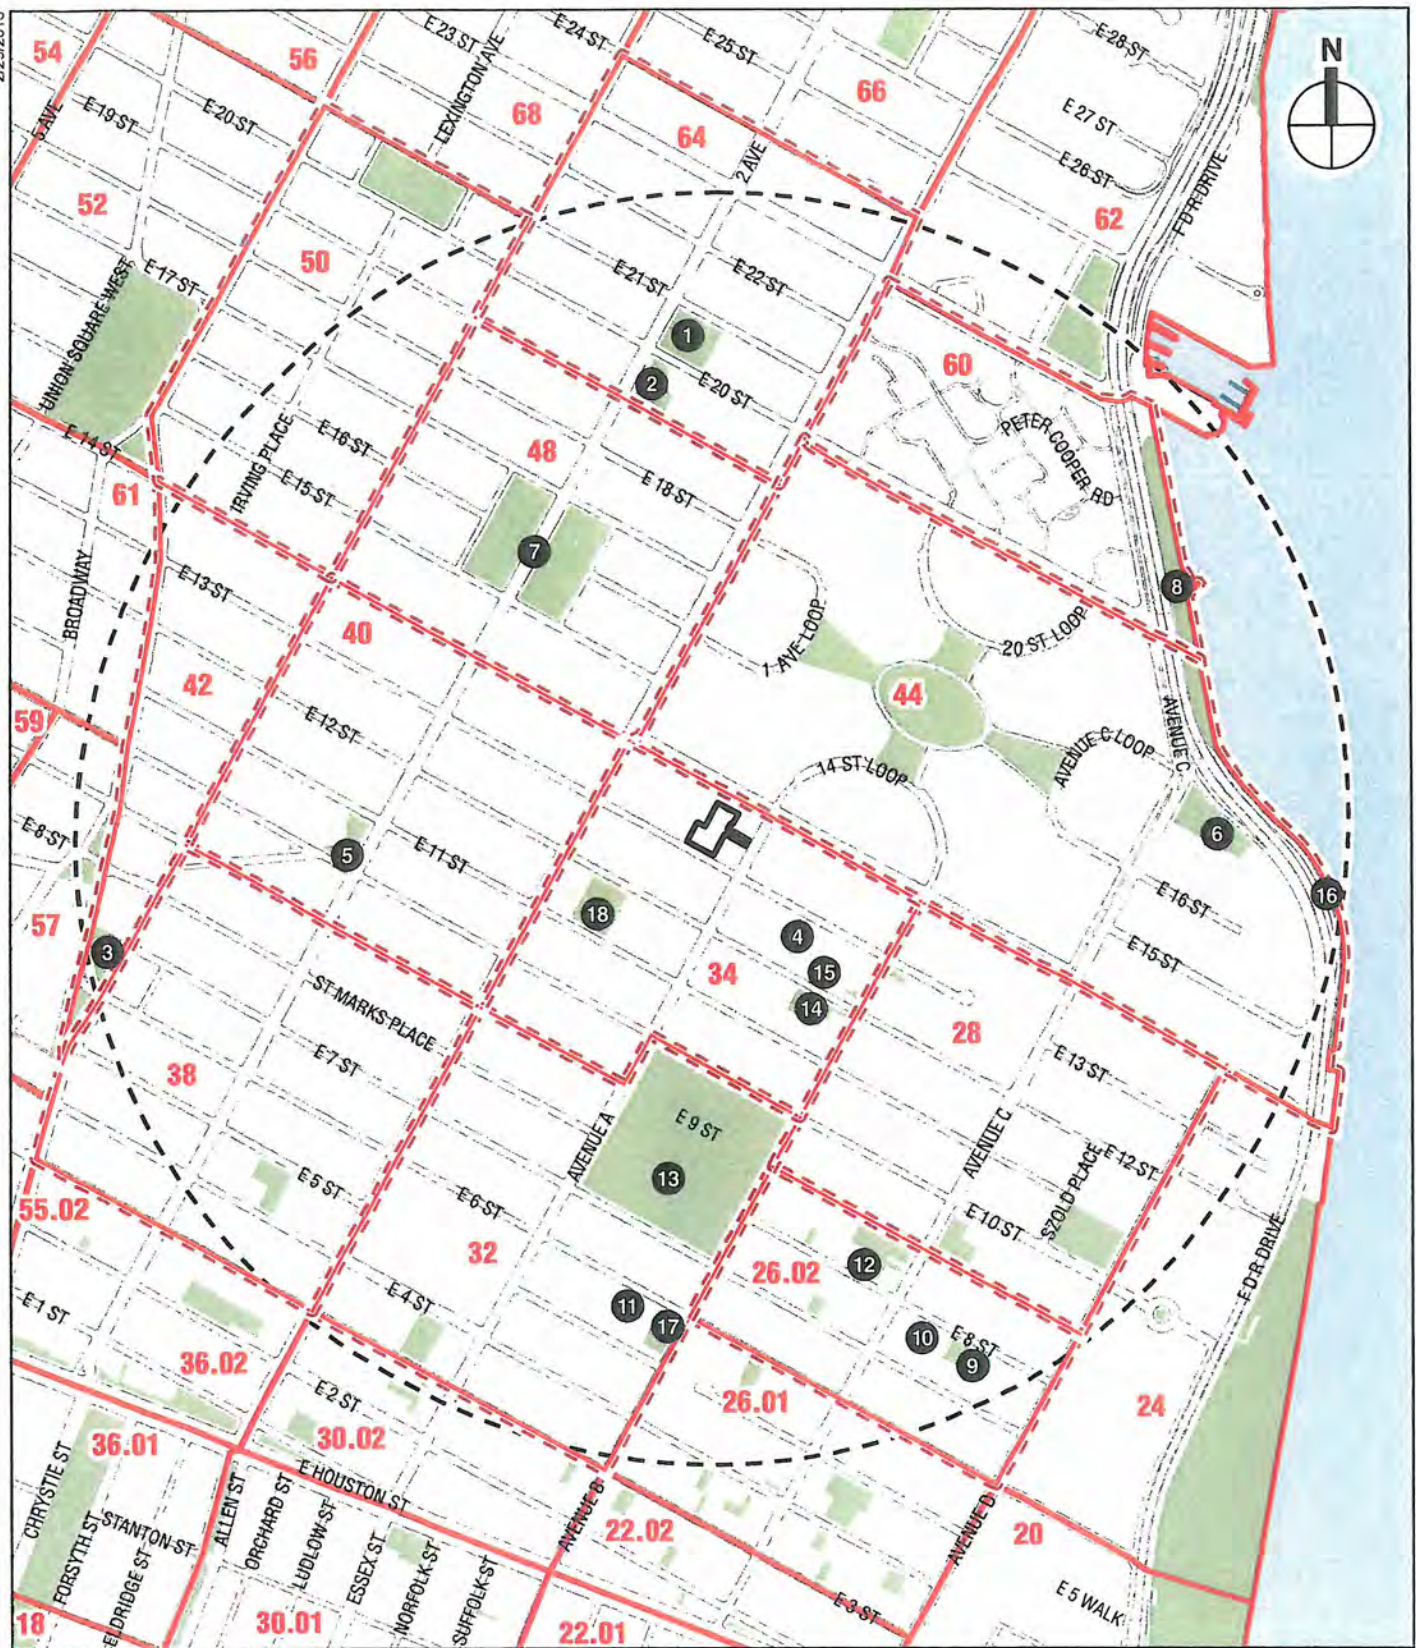 54
56
E 23 ST
E 24 ST
E 25 ST
66
E 28 ST
N
LEXINGTON AVE
E 19 ST
E 20 ST
68
64
E 27 ST
2 AVE
E 26 ST
52
50
62
F D R DRIVE
E 17 ST
E 21 ST
E 22 ST
UNION SQUARE WEST
1
60
2
E 20 ST
PETER COOPER RD
E 14 ST
IRVING PLACE
E 16 ST
48
61
E 15 ST
E 18 ST
7
BROADWAY
E 13 ST
8
40
1 AVE LOOP
20 ST LOOP
42
44
59
E 12 ST
AVENUE C
AVENUE C LOOP
14 ST LOOP
E 8 ST
5
E 11 ST
6
57
18
16
E 16 ST
3
4
E 15 ST
34
15
14
ST MARKS PLACE
28
E 7 ST
38
E 13 ST
E 9 ST
AVENUE A
AVENUE C
13
SZOLD PLACE
E 12 ST
55.02
E 5 ST
E 6 ST
E 10 ST
32
26.02
12
F D R DRIVE
E 1 ST
E 4 ST
11
17
10
E 8 ST
9
36.02
26.01
24
E 2 ST
30.02
36.01
E HOUSTON ST
CHRYSTIE ST
FORSYTH ST
STANTON ST
ELDRIDGE ST
ALLEN ST
ORCHARD ST
LUDLOW ST
ESSEX ST
NORFOLK ST
SUFFOLK ST
AVENUE B
22.02
AVENUE D
20
E 3 ST
E 5 WALK
18
30.01
22.01